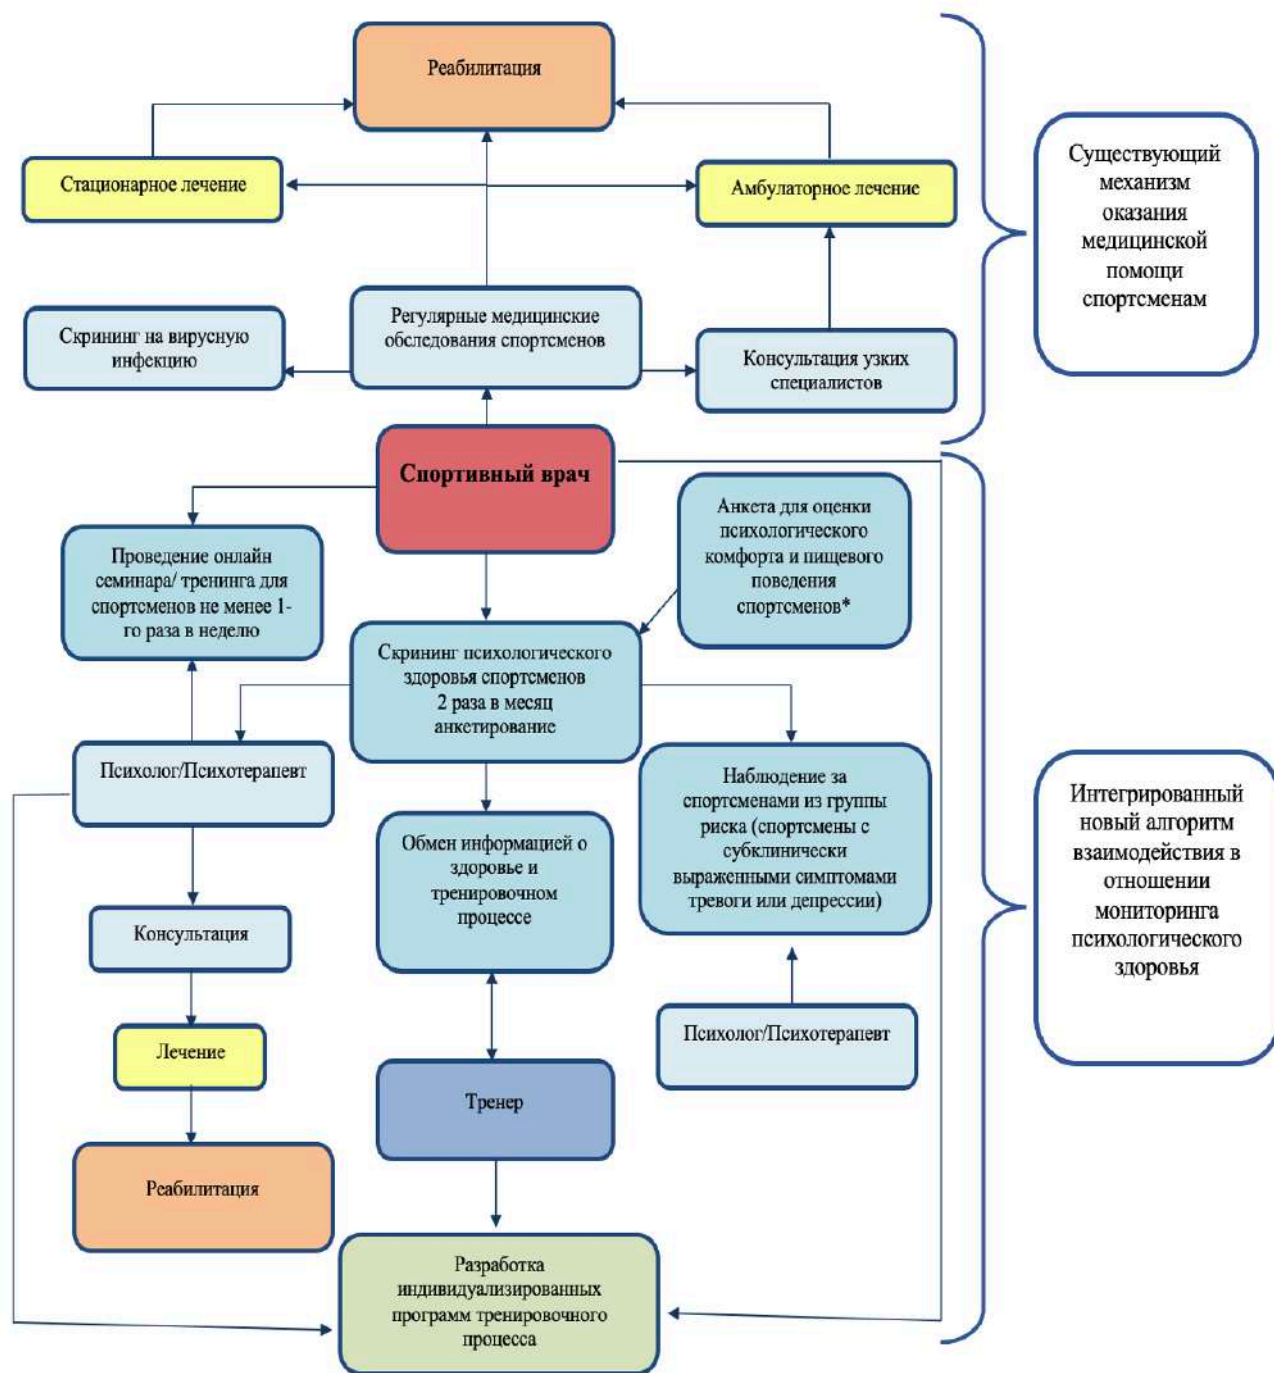 Реабилитация
Стационарное лечение
Амбулаторное лечение
Существующий
механизм
оказания
медицинской
помощи
спортсменам
Скрининг на вирусную
инфекцию
Регулярные медицинские
обследования спортсменов
Консультация узких
специалистов
Спортивный врач
Анкета для оценки
психологического
комфорта и пищевого
поведения
спортсменов*
Проведение онлайн
семинара/ тренинга для
спортсменов не менее 1-
го раза в неделю
Скрининг психологического
здоровья спортсменов
2 раза в месяц
анкетирование
Психолог/Психотерапевт
Обмен информацией о
здоровье и
тренировочном
процессе
Наблюдение за
спортсменами из группы
риска (спортсмены с
субклинически
выраженными симптомами
тревоги или депрессии)
Интегрированный
новый алгоритм
взаимодействия в
отношении
мониторинга
психологического
здоровья
Консультация
Психолог/Психотерапевт
Лечение
Тренер
Реабилитация
Разработка
индивидуализированных
программ тренировочного
процесса